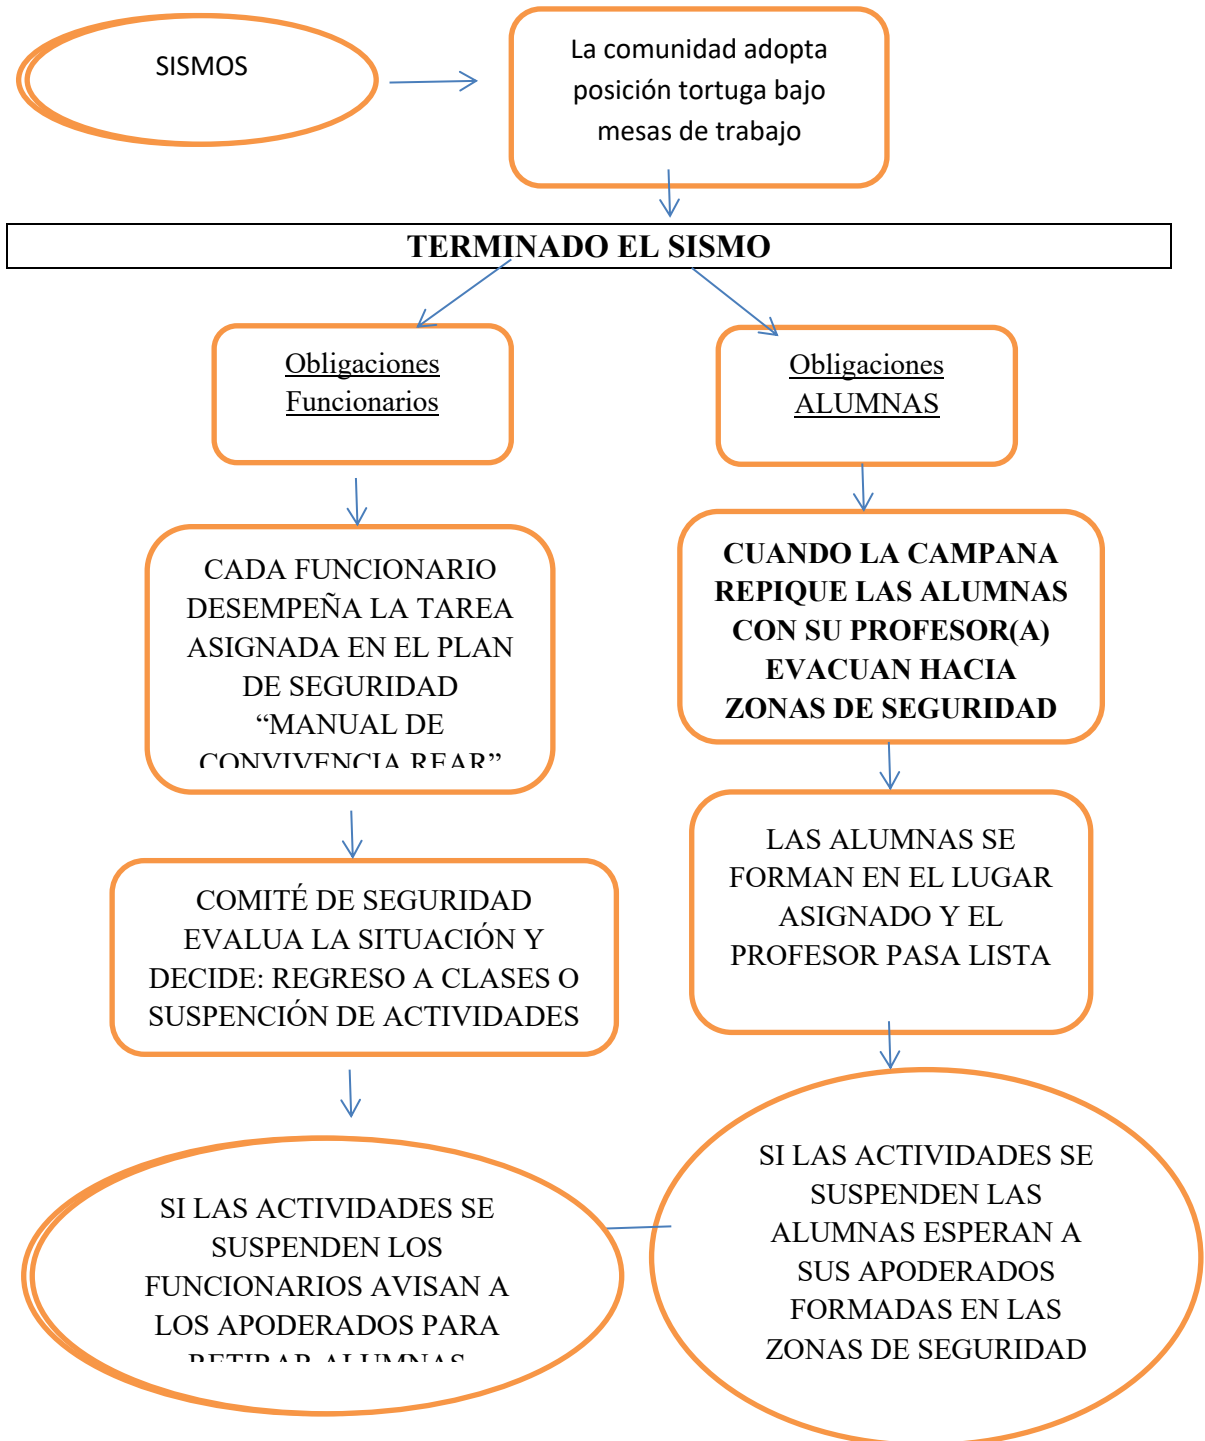 SISMOS
La comunidad adopta
posición tortuga bajo
mesas de trabajo
TERMINADO EL SISMO
Obligaciones
Funcionarios
Obligaciones
ALUMNAS
CADA FUNCIONARIO
DESEMPEÑA LA TAREA
ASIGNADA EN EL PLAN
DE SEGURIDAD
“MANUAL DE
CONVIVENCIA REAR”
CUANDO LA CAMPANA
REPIQUE LAS ALUMNAS
CON SU PROFESOR(A)
EVACUAN HACIA
ZONAS DE SEGURIDAD
COMITÉ DE SEGURIDAD
EVALUA LA SITUACIÓN Y
DECIDE: REGRESO A CLASES O
SUSPENCIÓN DE ACTIVIDADES
LAS ALUMNAS SE
FORMAN EN EL LUGAR
ASIGNADO Y EL
PROFESOR PASA LISTA
SI LAS ACTIVIDADES SE
SUSPENDEN LOS
FUNCIONARIOS AVISAN A
LOS APODERADOS PARA
RETIRAR ALUMNAS
SI LAS ACTIVIDADES SE
SUSPENDEN LAS
ALUMNAS ESPERAN A
SUS APODERADOS
FORMADAS EN LAS
ZONAS DE SEGURIDAD